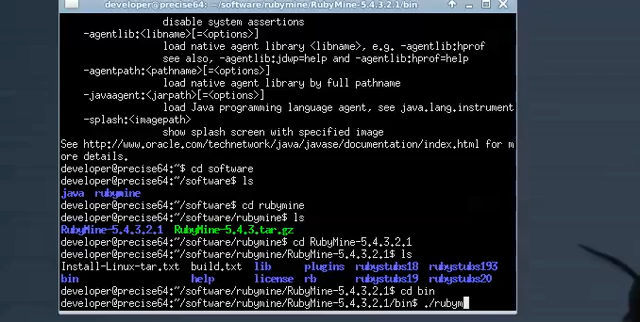 developer@precise64: ~/software/rubymine/RubyMine-5.4.3.2.1/bin
disable system assertions
-agentlib:<libname>[=<options>]
load native agent library <libname>, e.g. -agentlib:hprof
see also, -agentlib:jdwp=help and -agentlib:hprof=help
-agentpath:<pathname>[=<options>]
load native agent library by full pathname
-javaagent:<jarpath>[=<options>]
load Java programming language agent, see java.lang.instrument
-splash:<imagepath>
show splash screen with specified image
See http://www.oracle.com/technetwork/java/javase/documentation/index.html for m
ore details.
developer@precise64:~$ cd software
developer@precise64:~/software$ ls
java rubymine
developer@precise64:~/software$ cd rubymine
developer@precise64:~/software/rubymine$ ls
RubyMine-5.4.3.2.1 RubyMine-5.4.3.tar.gz
developer@precise64:~/software/rubymine$ cd RubyMine-5.4.3.2.1
developer@precise64:~/software/rubymine/RubyMine-5.4.3.2.1$ ls
Install-Linux-tar.txt build.txt lib plugins rubystubs18 rubystubs193
bin help license rb rubystubs19 rubystubs20
developer@precise64:~/software/rubymine/RubyMine-5.4.3.2.1$ cd bin
developer@precise64:~/software/rubymine/RubyMine-5.4.3.2.1/bin$ ./rubym